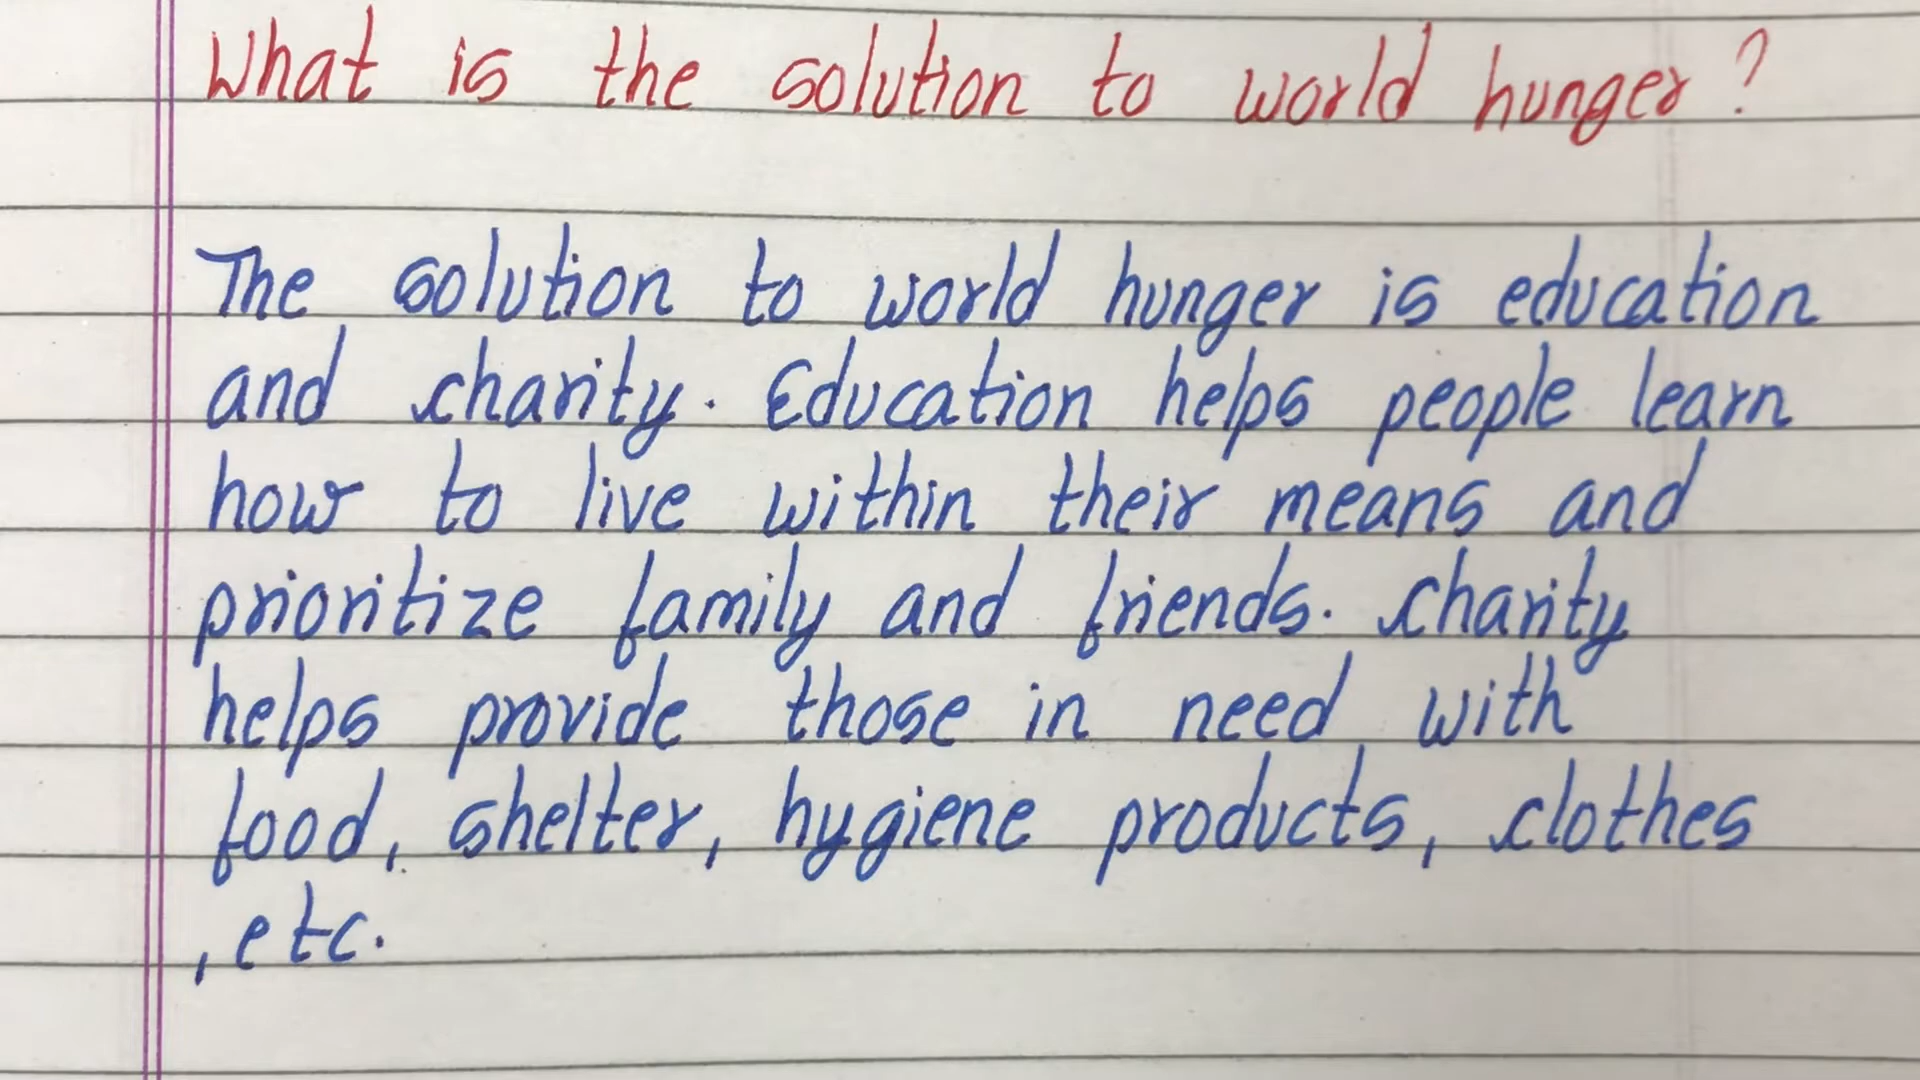 What is the solution to world hunger?
The solution to world hunger is education
and charity. Education helps people learn
how to live within their means and
prioritize family and friends. Charity
helps provide those in need with
food, shelter, hygiene products, clothes
, etc.